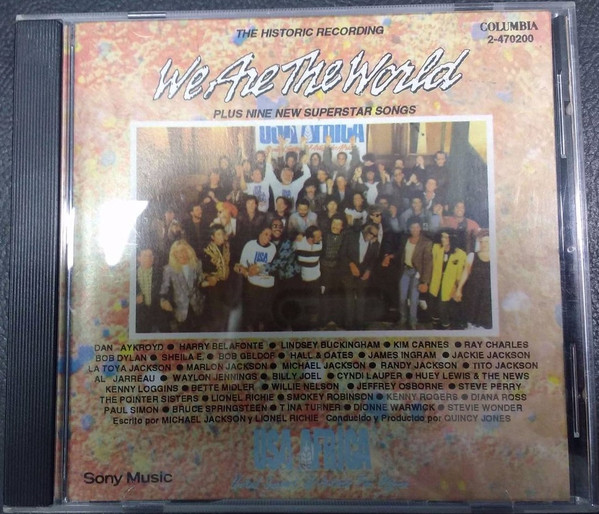 THE HISTORIC RECORDING
COLUMBIA
2-470200
We Are The World
PLUS NINE NEW SUPERSTAR SONGS
USA AFRICA
USA
DAN AYKROYD ● HARRY BELAFONTE ● LINDSEY BUCKINGHAM ● KIM CARNES ● RAY CHARLES
BOB DYLAN ● SHEILA E. ● BOB GELDOF ● HALL & OATES ● JAMES INGRAM ● JACKIE JACKSON
LA TOYA JACKSON ● MARLON JACKSON ● MICHAEL JACKSON ● RANDY JACKSON ● TITO JACKSON
AL JARREAU ● WAYLON JENNINGS ● BILLY JOEL ● CYNDI LAUPER ● HUEY LEWIS & THE NEWS
KENNY LOGGINS ● BETTE MIDLER ● WILLIE NELSON ● JEFFREY OSBORNE ● STEVE PERRY
THE POINTER SISTERS ● LIONEL RICHIE ● SMOKEY ROBINSON ● KENNY ROGERS ● DIANA ROSS
PAUL SIMON ● BRUCE SPRINGSTEEN ● TINA TURNER ● DIONNE WARWICK ● STEVIE WONDER
Escrito por MICHAEL JACKSON y LIONEL RICHIE Conducido y Producido por QUINCY JONES
USA AFRICA
Sony Music